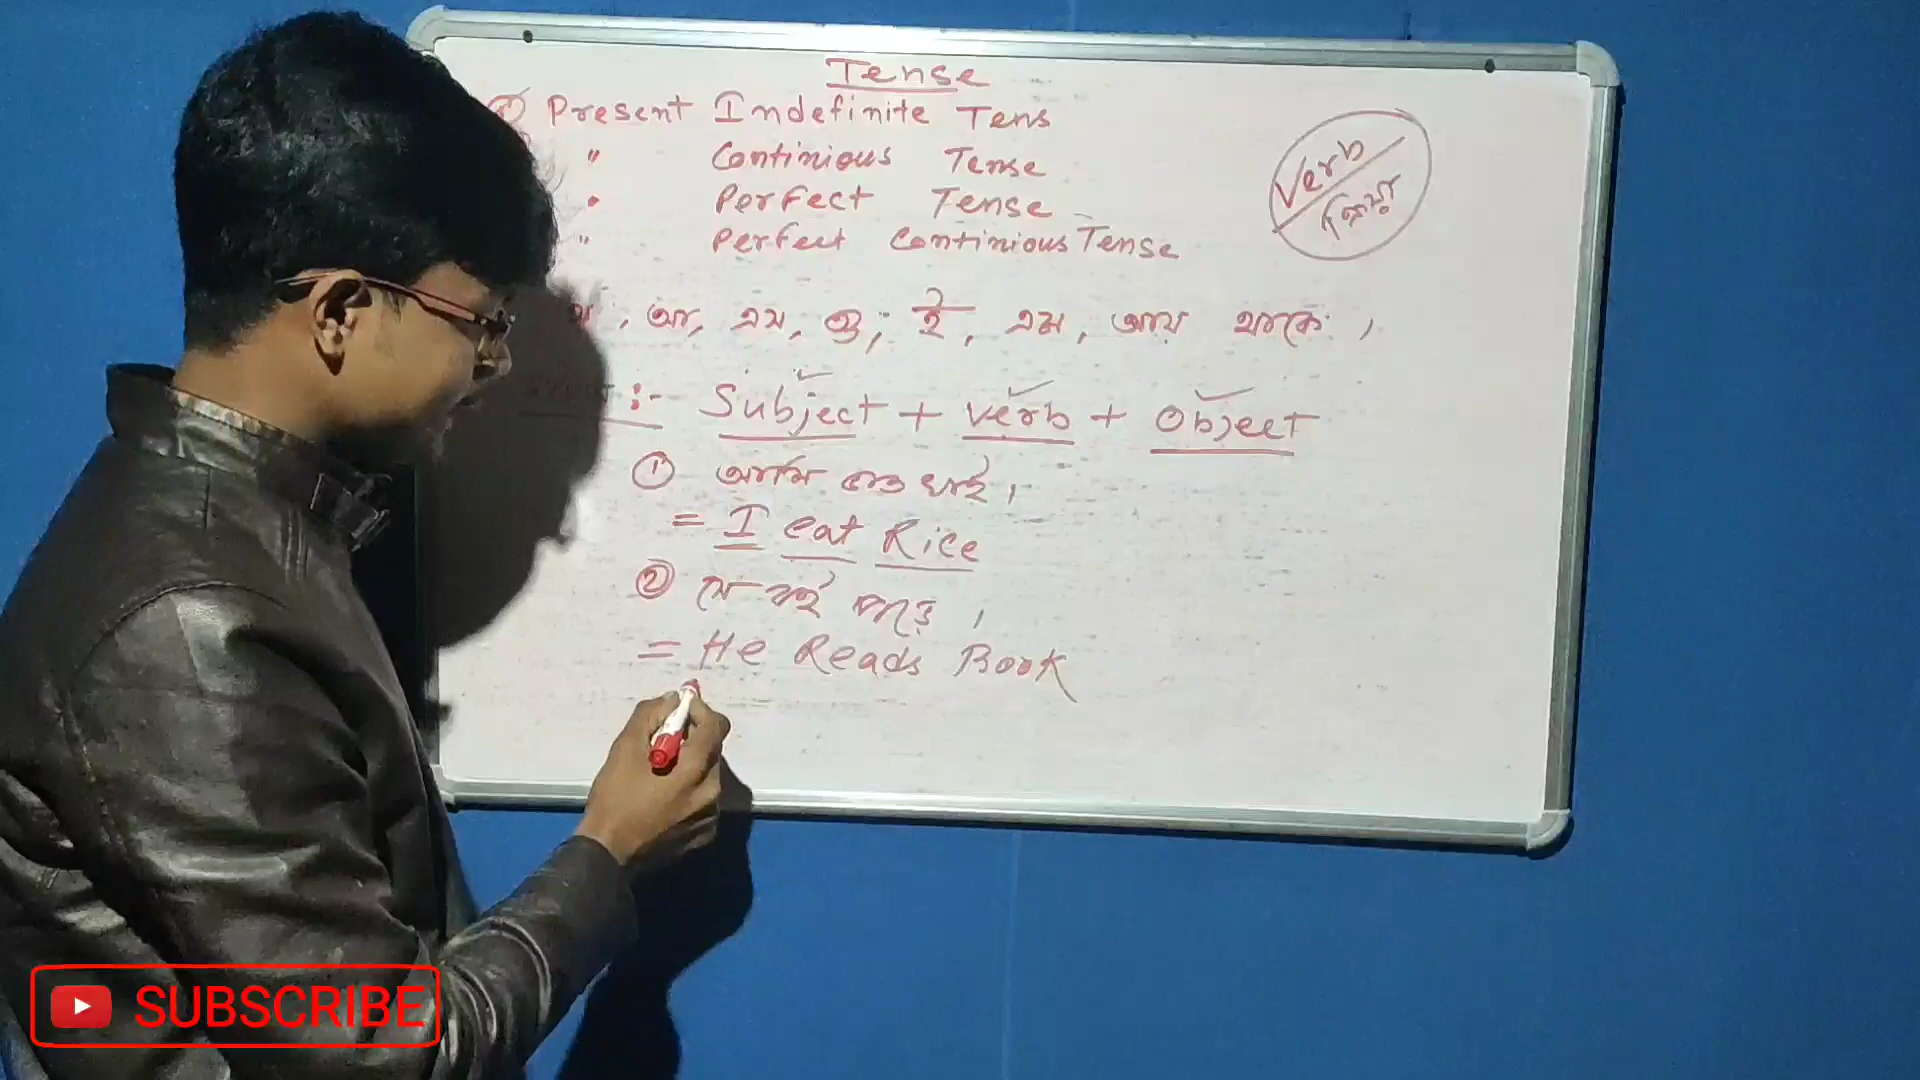 Tense
Present Indefinite Tens
" Continious Tense
" Perfect Tense
" Perfect Continious Tense
Verb
ক্রিয়া
আ, এস, ও, ই, এন, আয় থাকে।
:- Subject + Verb + Object
① আমি ভাত খাই।
= I eat Rice
② সে বই পড়ে।
= He Reads Book
SUBSCRIBE